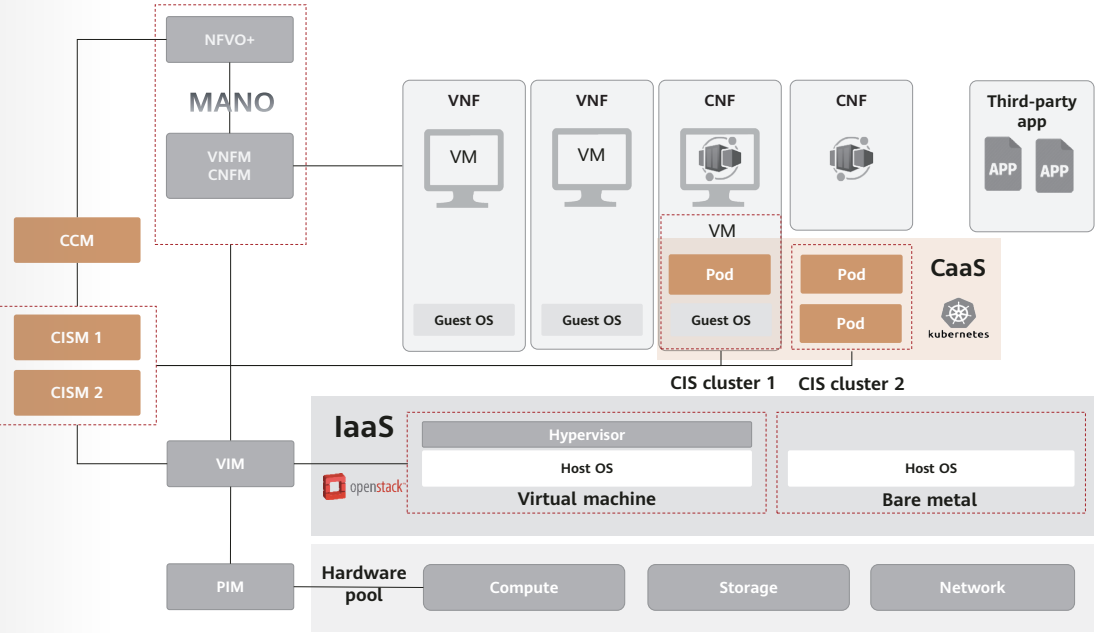 NFVO+
MANO
VNFM
CNFM
CCM
CISM 1
CISM 2
VIM
PIM
VNF
VM
Guest OS
VNF
VM
Guest OS
CNF
VM
Pod
Guest OS
CNF
Pod
Pod
Third-party
app
APP
APP
CaaS
kubernetes
CIS cluster 1
CIS cluster 2
IaaS
openstack
Hypervisor
Host OS
Virtual machine
Host OS
Bare metal
Hardware
pool
Compute
Storage
Network